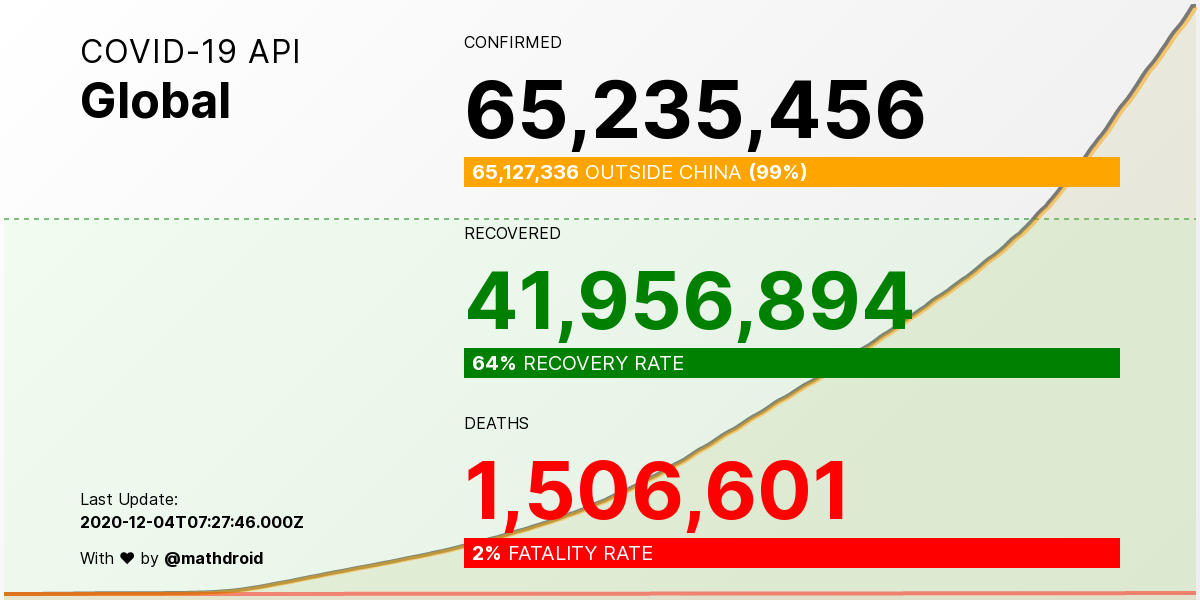 COVID-19 API
Global
CONFIRMED
65,235,456
65,127,336 OUTSIDE CHINA (99%)
RECOVERED
41,956,894
64% RECOVERY RATE
DEATHS
1,506,601
2% FATALITY RATE
Last Update:
2020-12-04T07:27:46.000Z
With ♥ by @mathdroid